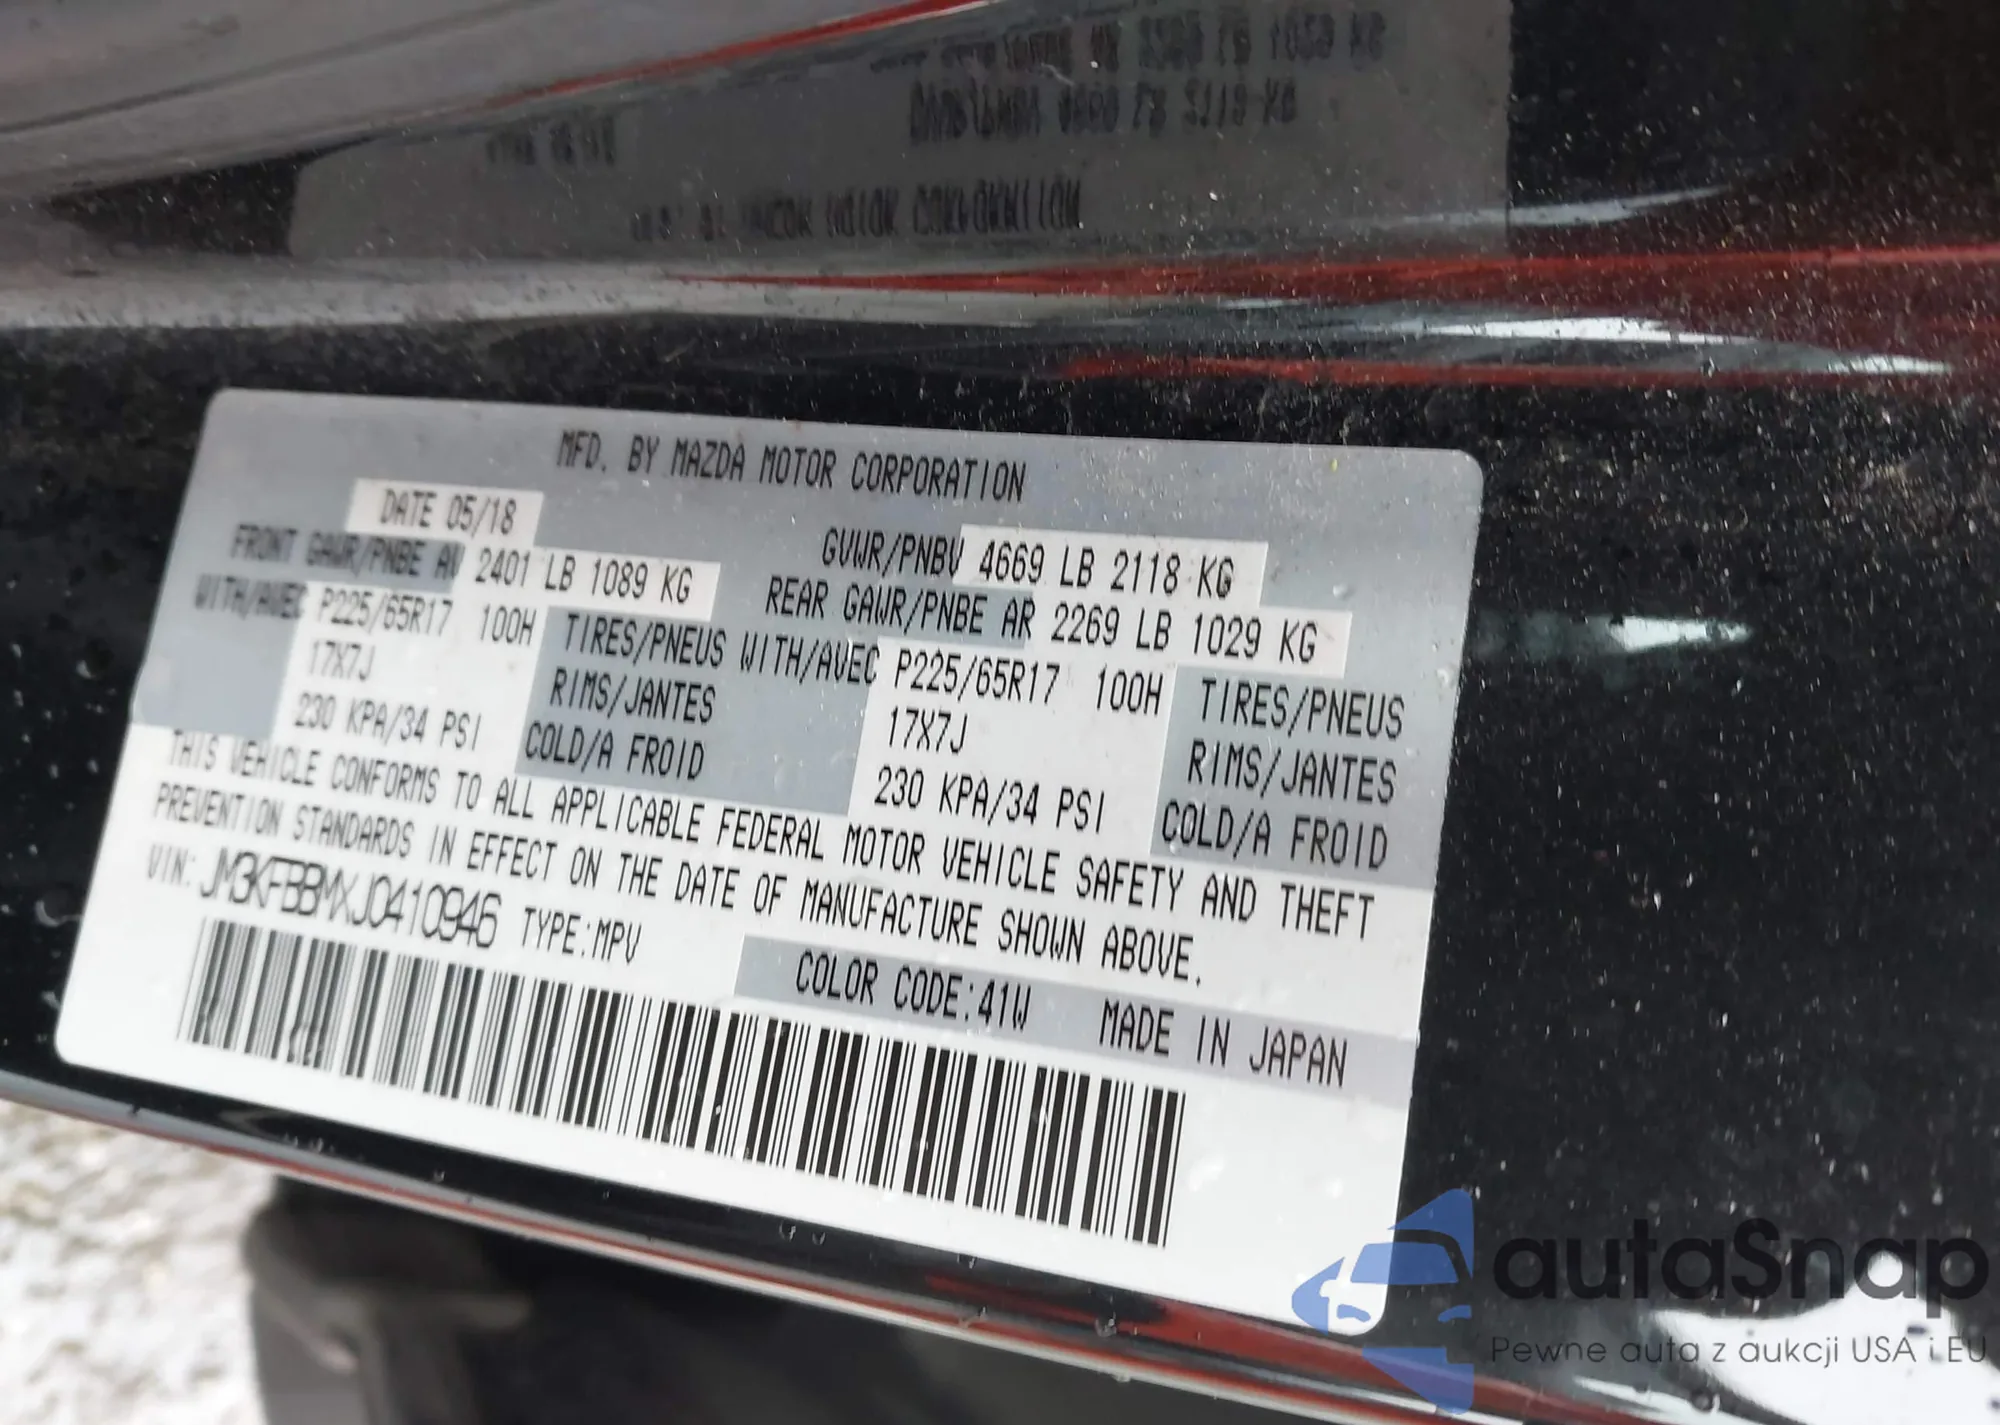 MFD. BY MAZDA MOTOR CORPORATION
DATE 05/18
GVWR/PNBV 4669 LB 2118 KG
FRONT GAWR/PNBE AV 2401 LB 1089 KG
REAR GAWR/PNBE AR 2269 LB 1029 KG
WITH/AVEC P225/65R17 100H TIRES/PNEUS WITH/AVEC P225/65R17 100H TIRES/PNEUS
17X7J RIMS/JANTES 17X7J RIMS/JANTES
230 KPA/34 PSI COLD/A FROID 230 KPA/34 PSI COLD/A FROID
THIS VEHICLE CONFORMS TO ALL APPLICABLE FEDERAL MOTOR VEHICLE SAFETY AND THEFT
PREVENTION STANDARDS IN EFFECT ON THE DATE OF MANUFACTURE SHOWN ABOVE.
VIN: JM3KFBBMXJ0410946 TYPE:MPV
COLOR CODE:41W MADE IN JAPAN
autaSnap
Pewne auta z aukcji USA i EU